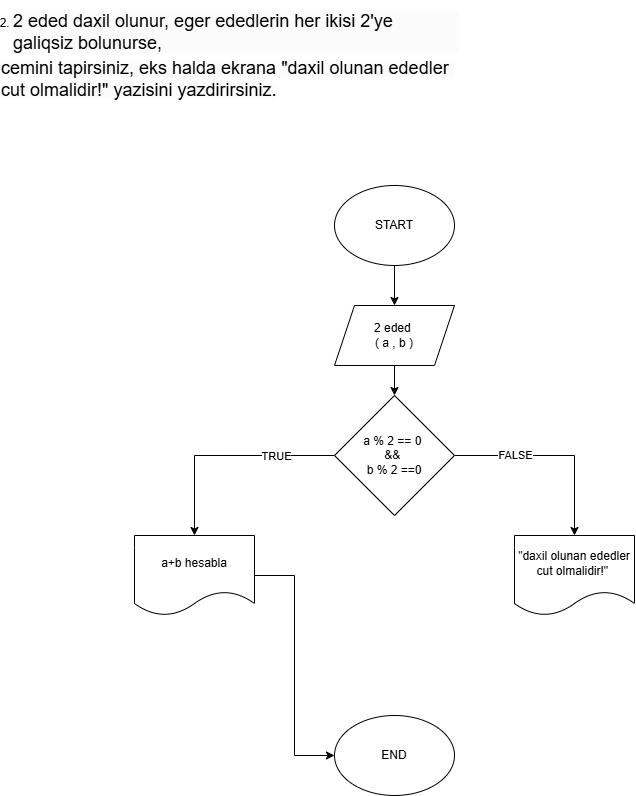 2. 2 eded daxil olunur, eger ededlerin her ikisi 2'ye
galiqsiz bolunurse,
cemini tapirsiniz, eks halda ekrana "daxil olunan ededler
cut olmalidir!" yazisini yazdirirsiniz.
START
2 eded
( a , b )
a % 2 == 0
&&
b % 2 ==0
TRUE
FALSE
a+b hesabla
"daxil olunan ededler
cut olmalidir!"
END